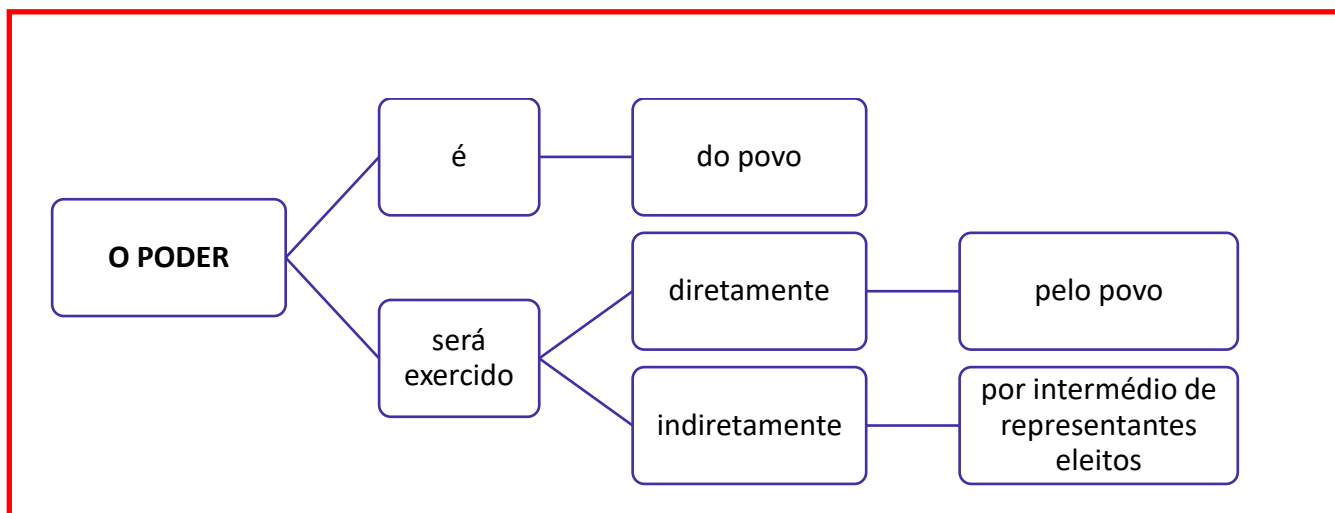 é
do povo
O PODER
diretamente
pelo povo
será
exercido
indiretamente
por intermédio de
representantes
eleitos